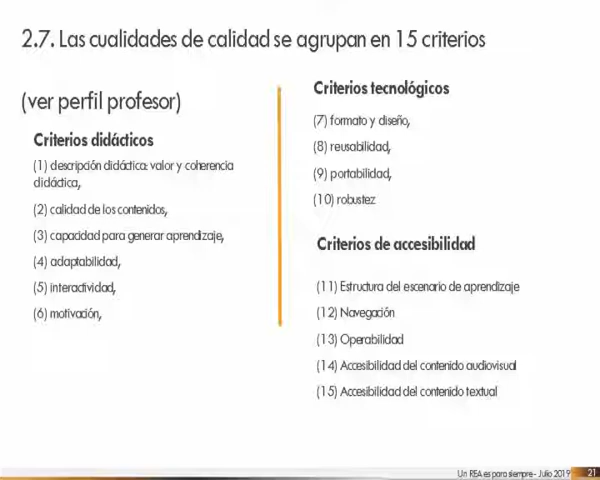 2.7. Las cualidades de calidad se agrupan en 15 criterios
(ver perfil profesor)
Criterios didácticos
(1) descripción didáctica: valor y coherencia
didáctica,
(2) calidad de los contenidos,
(3) capacidad para generar aprendizaje,
(4) adaptabilidad,
(5) interactividad,
(6) motivación,
Criterios tecnológicos
(7) formato y diseño,
(8) reusabilidad,
(9) portabilidad,
(10) robustez
Criterios de accesibilidad
(11) Estructura del escenario de aprendizaje
(12) Navegación
(13) Operabilidad
(14) Accesibilidad del contenido audiovisual
(15) Accesibilidad del contenido textual
Un REA es para siempre - Julio 2019 21